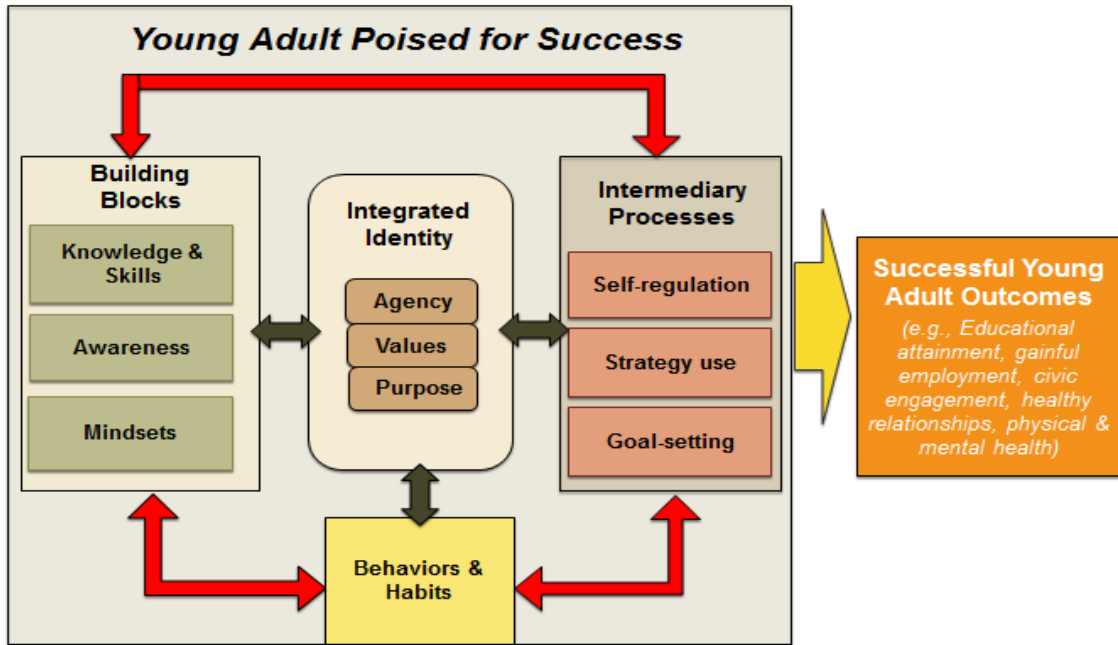 Young Adult Poised for Success
Building
Blocks
Knowledge &
Skills
Awareness
Mindsets
Integrated
Identity
Agency
Values
Purpose
Intermediary
Processes
Self-regulation
Strategy use
Goal-setting
Behaviors &
Habits
Successful Young
Adult Outcomes
(e.g., Educational
attainment, gainful
employment, civic
engagement, healthy
relationships, physical &
mental health)